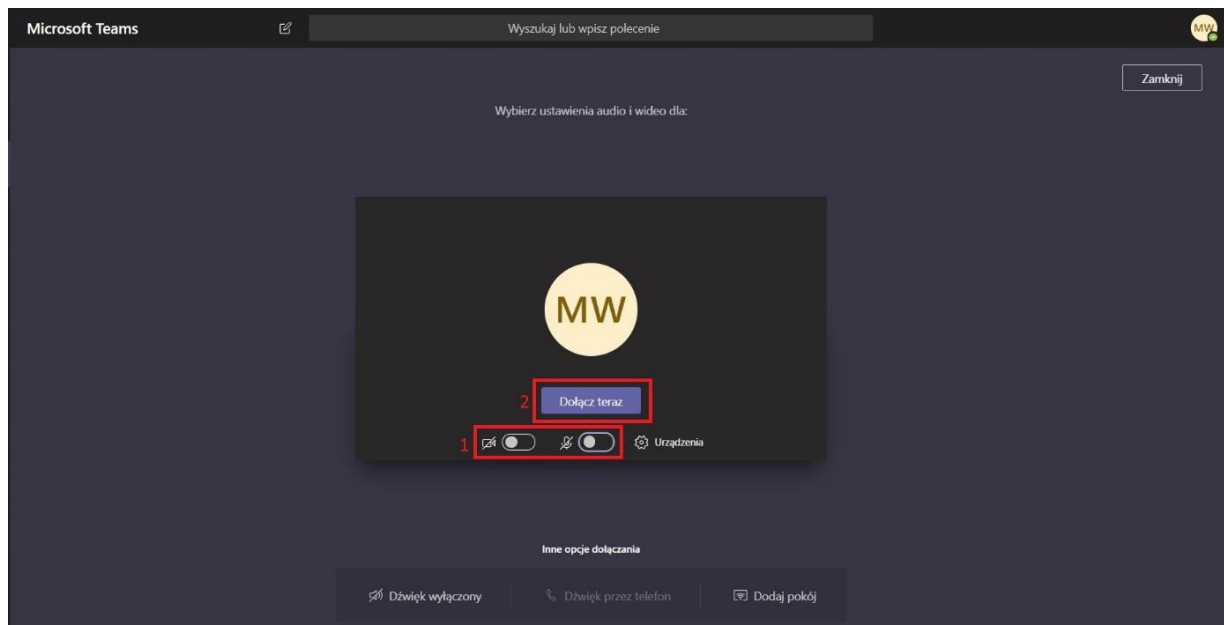 Microsoft Teams
Wyszukaj lub wpisz polecenie
MW
Zamknij
Wybierz ustawienia audio i wideo dla:
MW
2 Dołącz teraz
1 Urządzenia
Inne opcje dołączania
Dźwięk wyłączony Dźwięk przez telefon Dodaj pokój